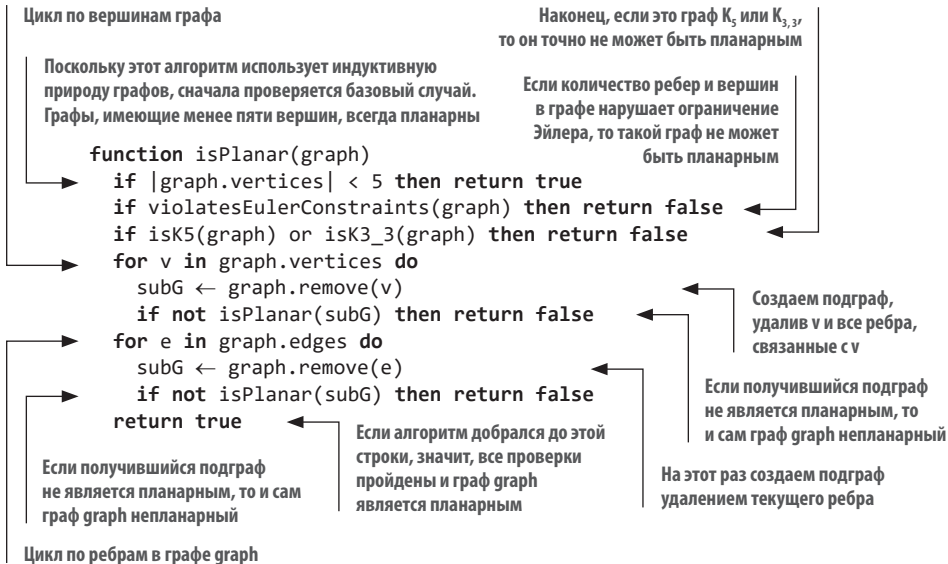 Цикл по вершинам графа
Наконец, если это граф K₅ или K₃,₃,
то он точно не может быть планарным
Поскольку этот алгоритм использует индуктивную
природу графов, сначала проверяется базовый случай.
Графы, имеющие менее пяти вершин, всегда планарны
Если количество ребер и вершин
в графе нарушает ограничение
Эйлера, то такой граф не может
быть планарным
function isPlanar(graph)
if |graph.vertices| < 5 then return true
if violatesEulerConstraints(graph) then return false
if isK5(graph) or isK3_3(graph) then return false
for v in graph.vertices do
subG ← graph.remove(v)
if not isPlanar(subG) then return false
for e in graph.edges do
subG ← graph.remove(e)
if not isPlanar(subG) then return false
return true
Создаем подграф,
удалив v и все ребра,
связанные с v
Если получившийся подграф
не является планарным, то
и сам граф graph непланарный
На этот раз создаем подграф
удалением текущего ребра
Если алгоритм добрался до этой
строки, значит, все проверки
пройдены и граф graph
является планарным
Если получившийся подграф
не является планарным, то и сам
граф graph непланарный
Цикл по ребрам в графе graph